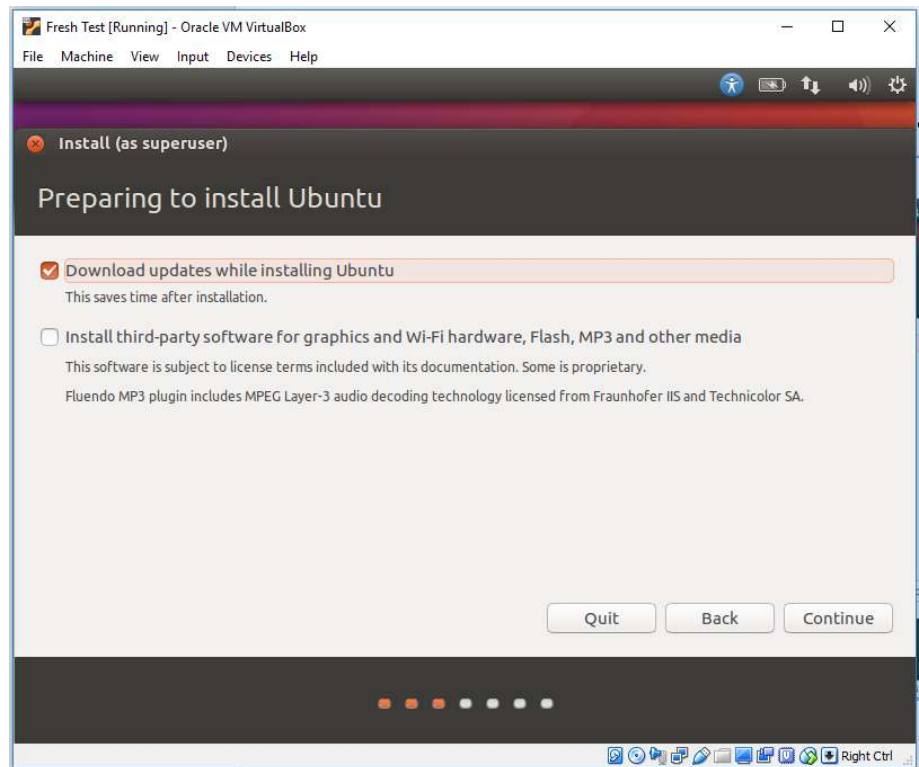 Fresh Test [Running] - Oracle VM VirtualBox
File Machine View Input Devices Help
Install (as superuser)
Preparing to install Ubuntu
Download updates while installing Ubuntu
This saves time after installation.
Install third-party software for graphics and Wi-Fi hardware, Flash, MP3 and other media
This software is subject to license terms included with its documentation. Some is proprietary.
Fluendo MP3 plugin includes MPEG Layer-3 audio decoding technology licensed from Fraunhofer IIS and Technicolor SA.
Quit Back Continue
Right Ctrl